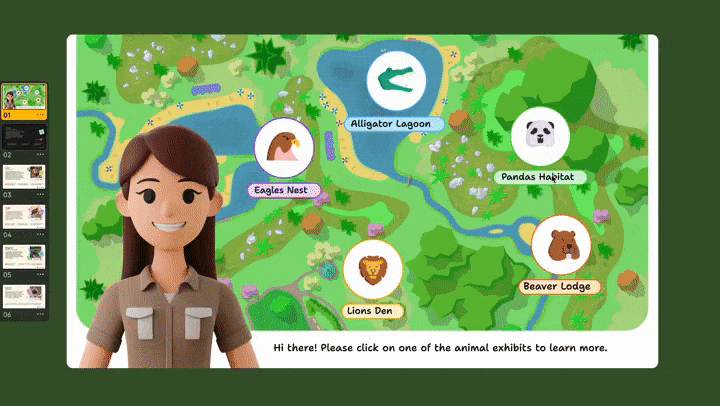 Alligator Lagoon
Pandas Habitat
Eagles Nest
Beaver Lodge
Lions Den
Hi there! Please click on one of the animal exhibits to learn more.
01
02
03
04
05
06